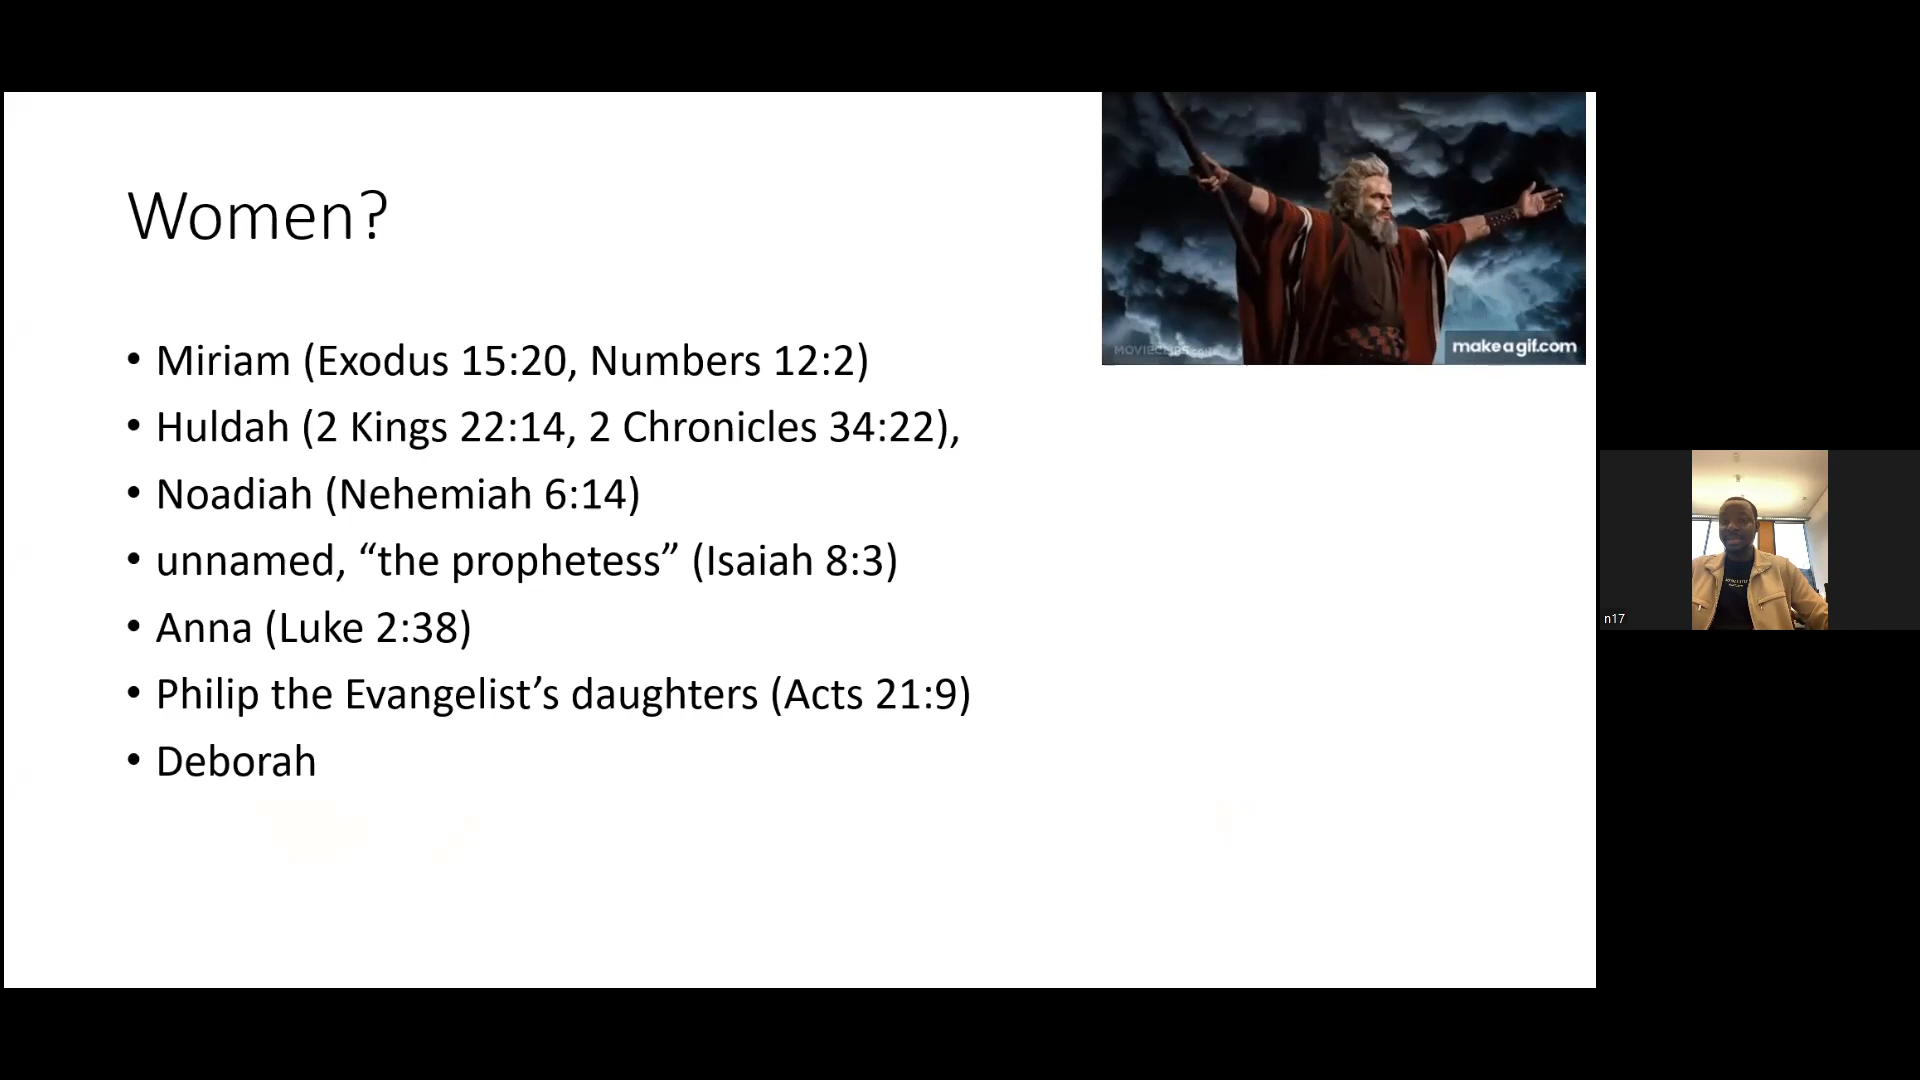 Women?
• Miriam (Exodus 15:20, Numbers 12:2)
• Huldah (2 Kings 22:14, 2 Chronicles 34:22),
• Noadiah (Nehemiah 6:14)
• unnamed, “the prophetess” (Isaiah 8:3)
• Anna (Luke 2:38)
• Philip the Evangelist’s daughters (Acts 21:9)
• Deborah
makeagif.com
n17